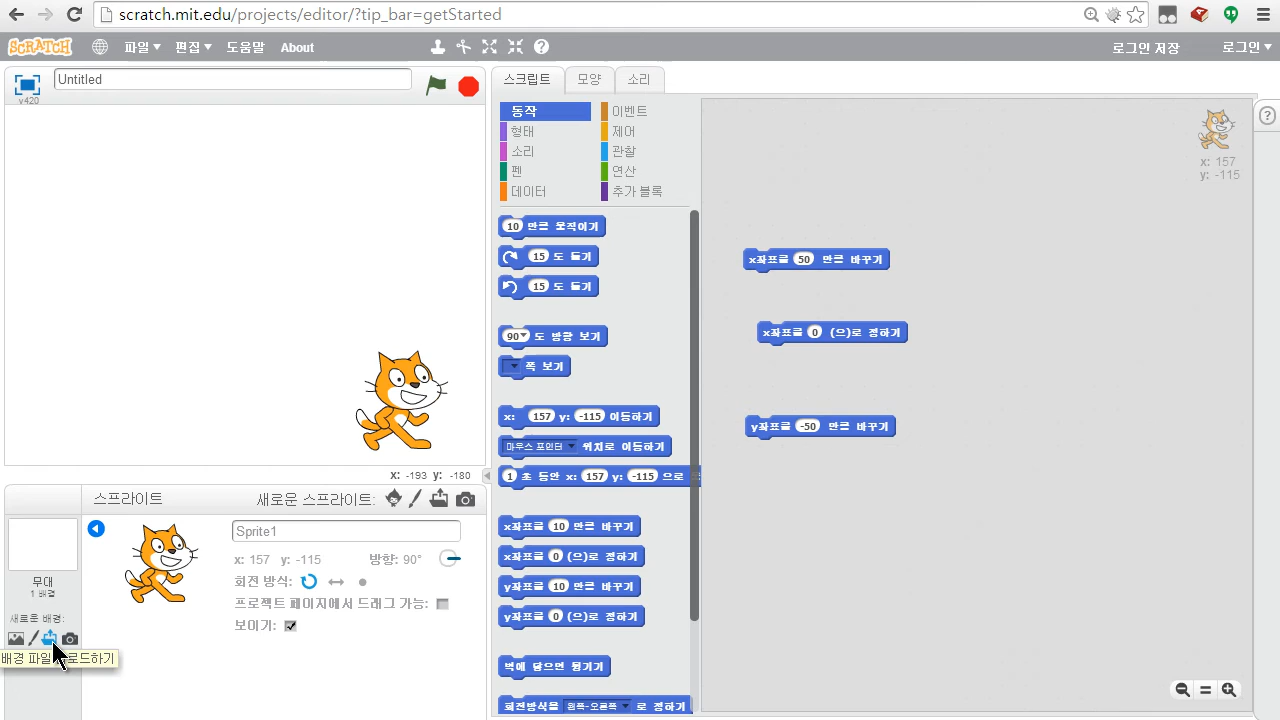 scratch.mit.edu/projects/editor/?tip_bar=getStarted
SCRATCH 파일 편집 도움말 About 로그인 저장 로그인
Untitled
v420
스크립트 모양 소리
동작 이벤트
형태 제어
소리 관찰
펜 연산
데이터 추가 블록
x: 157
y: -115
10 만큼 움직이기
15 도 돌기
15 도 돌기
90 도 방향 보기
쪽 보기
x: 157 y: -115 이동하기
마우스 포인터 위치로 이동하기
1 초 동안 x: 157 y: -115 으로
x좌표를 10 만큼 바꾸기
x좌표를 0 (으)로 정하기
y좌표를 10 만큼 바꾸기
y좌표를 0 (으)로 정하기
벽에 닿으면 튕기기
회전방식을 왼쪽-오른쪽 로 정하기
x좌표를 50 만큼 바꾸기
x좌표를 0 (으)로 정하기
y좌표를 -50 만큼 바꾸기
x: -193 y: -180
스프라이트 새로운 스프라이트:
Sprite1
x: 157 y: -115 방향: 90°
회전 방식:
프로젝트 페이지에서 드래그 가능:
보이기:
무대
1 배경
새로운 배경:
배경 파일 로드하기
?